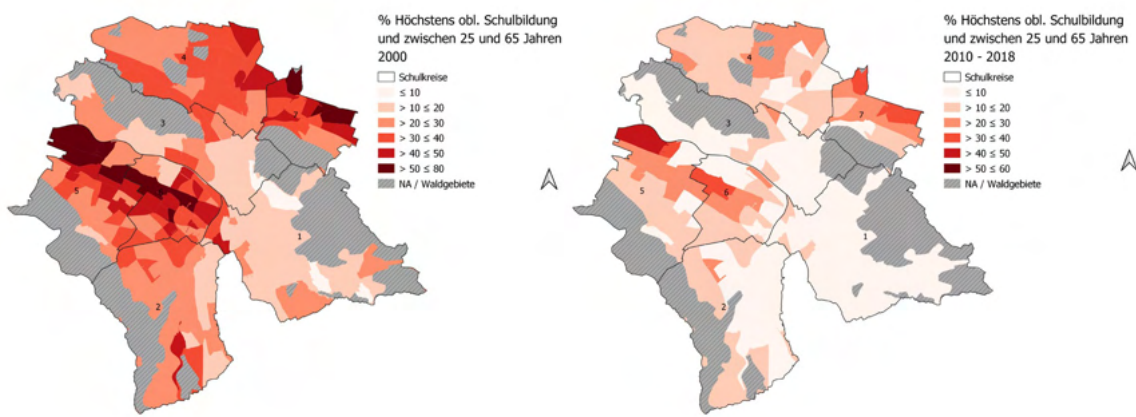 % Höchstens obl. Schulbildung
und zwischen 25 und 65 Jahren
2000
Schulkreise
≤ 10
> 10 ≤ 20
> 20 ≤ 30
> 30 ≤ 40
> 40 ≤ 50
> 50 ≤ 80
NA / Waldgebiete
4
7
3
5
1
2
% Höchstens obl. Schulbildung
und zwischen 25 und 65 Jahren
2010 - 2018
Schulkreise
≤ 10
> 10 ≤ 20
> 20 ≤ 30
> 30 ≤ 40
> 40 ≤ 50
> 50 ≤ 60
NA / Waldgebiete
4
7
3
5
6
1
2